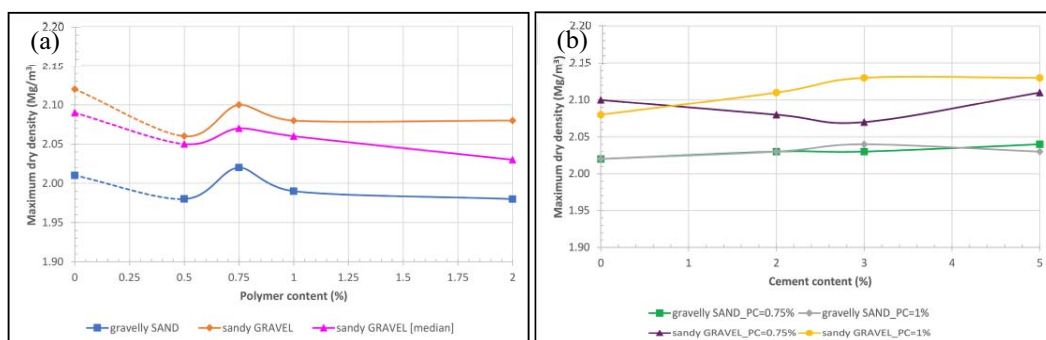 (a)
Maximum dry density (Mg/m³)
2.20
2.15
2.10
2.05
2.00
1.95
1.90
0 0.25 0.5 0.75 1 1.25 1.5 1.75 2
Polymer content (%)
gravelly SAND sandy GRAVEL sandy GRAVEL [median]
(b)
Maximum dry density (Mg/m³)
2.20
2.15
2.10
2.05
2.00
1.95
1.90
0 1 2 3 4 5
Cement content (%)
gravelly SAND_PC=0.75% gravelly SAND_PC=1%
sandy GRAVEL_PC=0.75% sandy GRAVEL_PC=1%